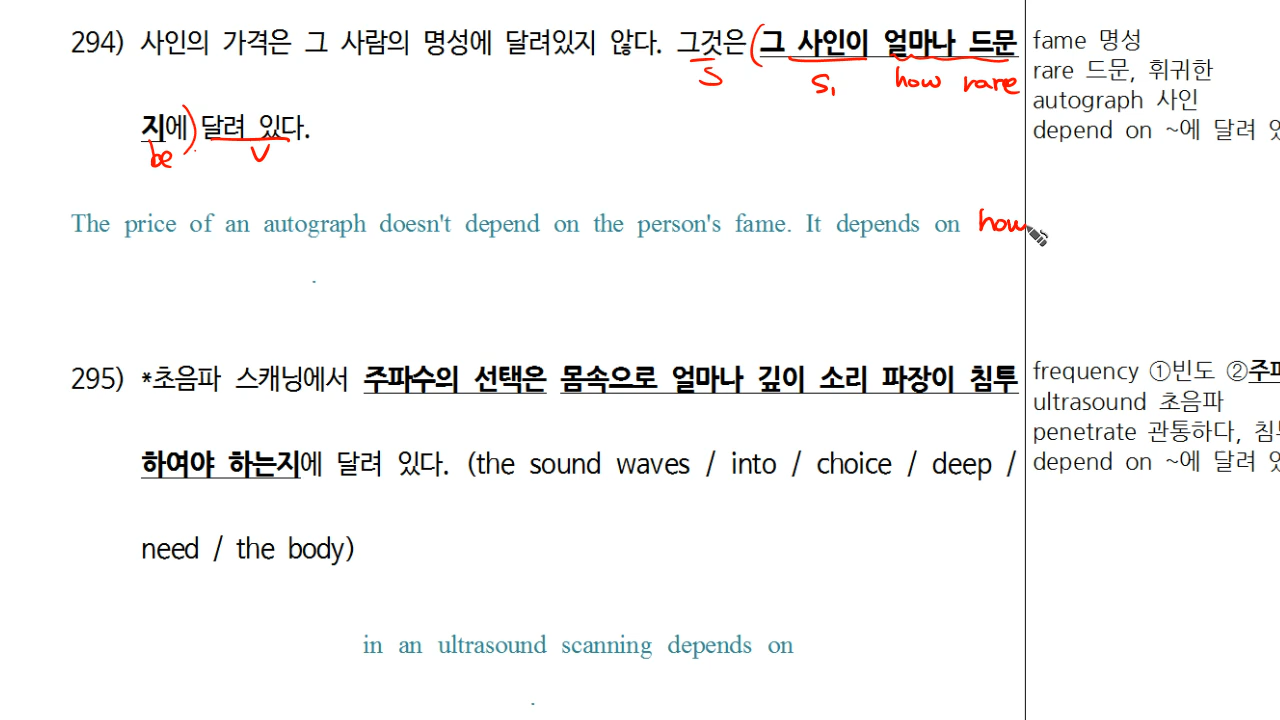 294) 사인의 가격은 그 사람의 명성에 달려있지 않다. 그것은 (그 사인이 얼마나 드문
S S₁ how rare
지에) 달려 있다.
be V
The price of an autograph doesn't depend on the person's fame. It depends on how
.
295) *초음파 스캐닝에서 주파수의 선택은 몸속으로 얼마나 깊이 소리 파장이 침투
하여야 하는지에 달려 있다. (the sound waves / into / choice / deep /
need / the body)
in an ultrasound scanning depends on
.
fame 명성
rare 드문, 휘귀한
autograph 사인
depend on ~에 달려
frequency ①빈도 ②
ultrasound 초음파
penetrate 관통하다,
depend on ~에 달려